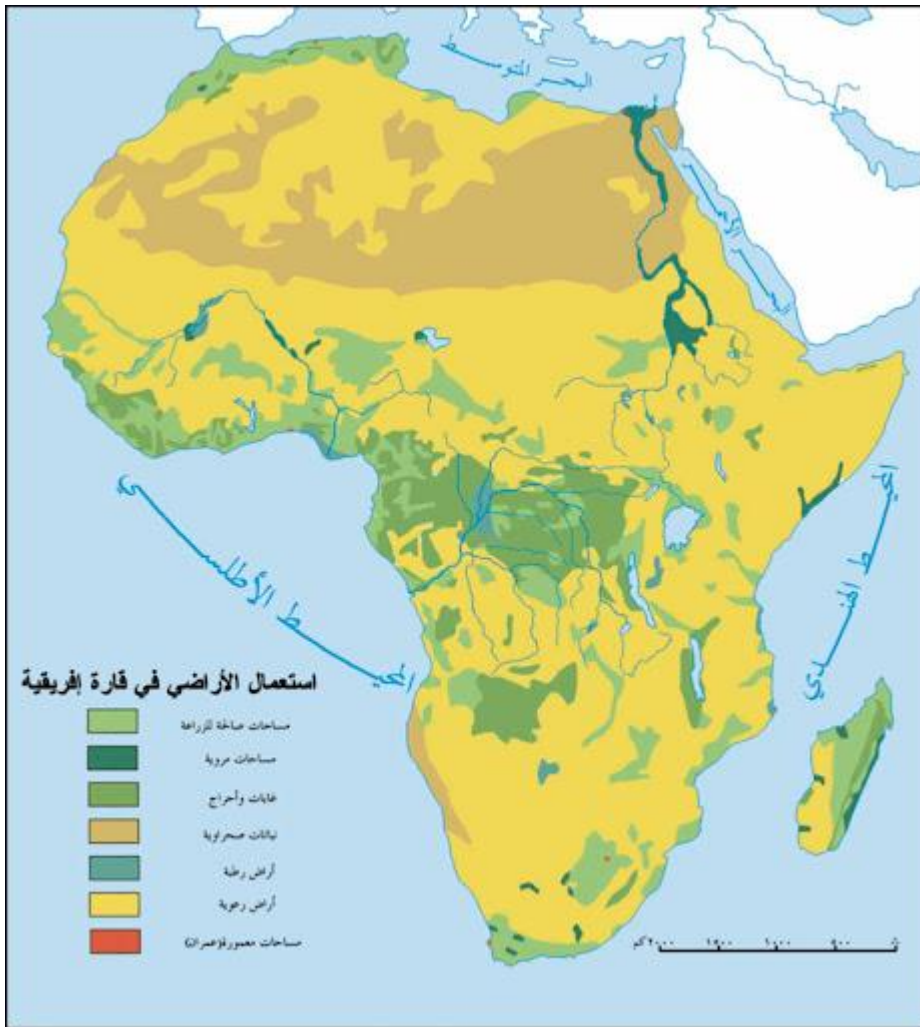 البحر المتوسط
البحر الأحمر
المحيط الهندي
المحيط الأطلسي
استعمال الأراضي في قارة إفريقية
مساحات صالحة للزراعة
مساحات مروية
غابات وأحراج
نباتات صحراوية
أراض رطبة
أراض رعوية
مساحات معمورة(عمران)
٢٠٠٠ كم ١٥٠٠ ١٠٠٠ ٥٠٠ ٠